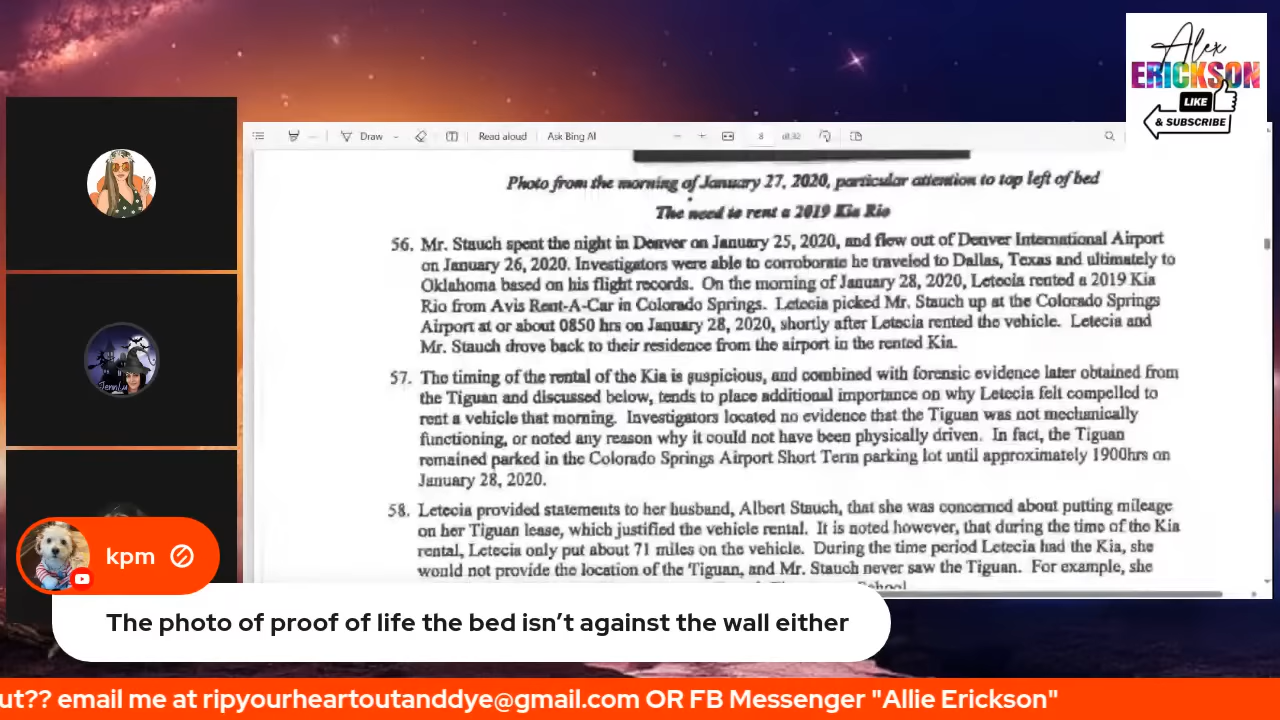 Alex
ERICKSON
LIKE
& SUBSCRIBE
Draw
Read aloud
Ask Bing AI
8
of 32
Photo from the morning of January 27, 2020, particular attention to top left of bed
The need to rent a 2019 Kia Rio
56. Mr. Stauch spent the night in Denver on January 25, 2020, and flew out of Denver International Airport
on January 26, 2020. Investigators were able to corroborate he traveled to Dallas, Texas and ultimately to
Oklahoma based on his flight records. On the morning of January 28, 2020, Letecia rented a 2019 Kia
Rio from Avis Rent-A-Car in Colorado Springs. Letecia picked Mr. Stauch up at the Colorado Springs
Airport at or about 0850 hrs on January 28, 2020, shortly after Letecia rented the vehicle. Letecia and
Mr. Stauch drove back to their residence from the airport in the rented Kia.
57. The timing of the rental of the Kia is suspicious, and combined with forensic evidence later obtained from
the Tiguan and discussed below, tends to place additional importance on why Letecia felt compelled to
rent a vehicle that morning. Investigators located no evidence that the Tiguan was not mechanically
functioning, or noted any reason why it could not have been physically driven. In fact, the Tiguan
remained parked in the Colorado Springs Airport Short Term parking lot until approximately 1900hrs on
January 28, 2020.
58. Letecia provided statements to her husband, Albert Stauch, that she was concerned about putting mileage
on her Tiguan lease, which justified the vehicle rental. It is noted however, that during the time of the Kia
rental, Letecia only put about 71 miles on the vehicle. During the time period Letecia had the Kia, she
would not provide the location of the Tiguan, and Mr. Stauch never saw the Tiguan. For example, she
School
kpm
The photo of proof of life the bed isn't against the wall either
ut?? email me at ripyourheartoutanddye@gmail.com OR FB Messenger "Allie Erickson"